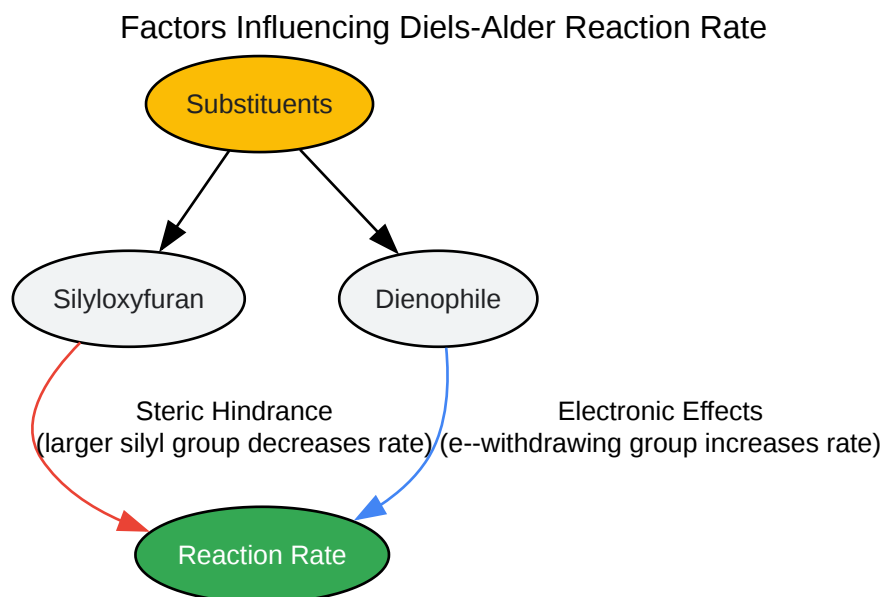 Factors Influencing Diels-Alder Reaction Rate
Substituents
Silyloxyfuran
Dienophile
Steric Hindrance
(larger silyl group decreases rate)
Electronic Effects
(e--withdrawing group increases rate)
Reaction Rate